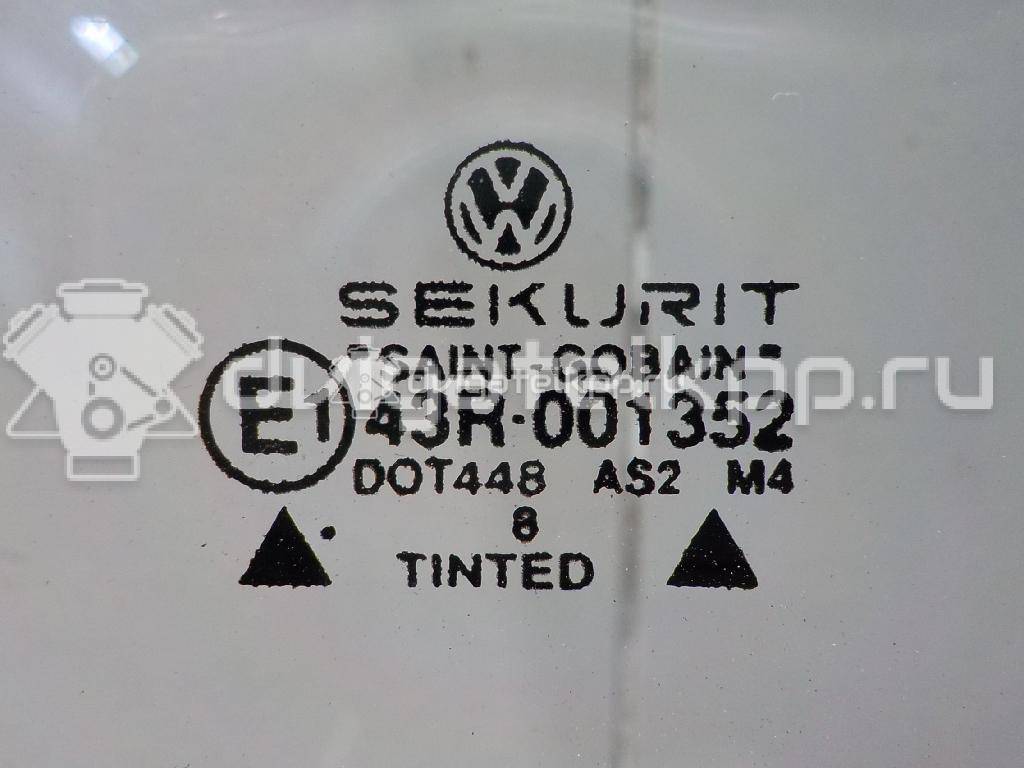 SEKURIT
SAINT-GOBAIN
E1 43R-001352
DOT448 AS2 M4
8
TINTED